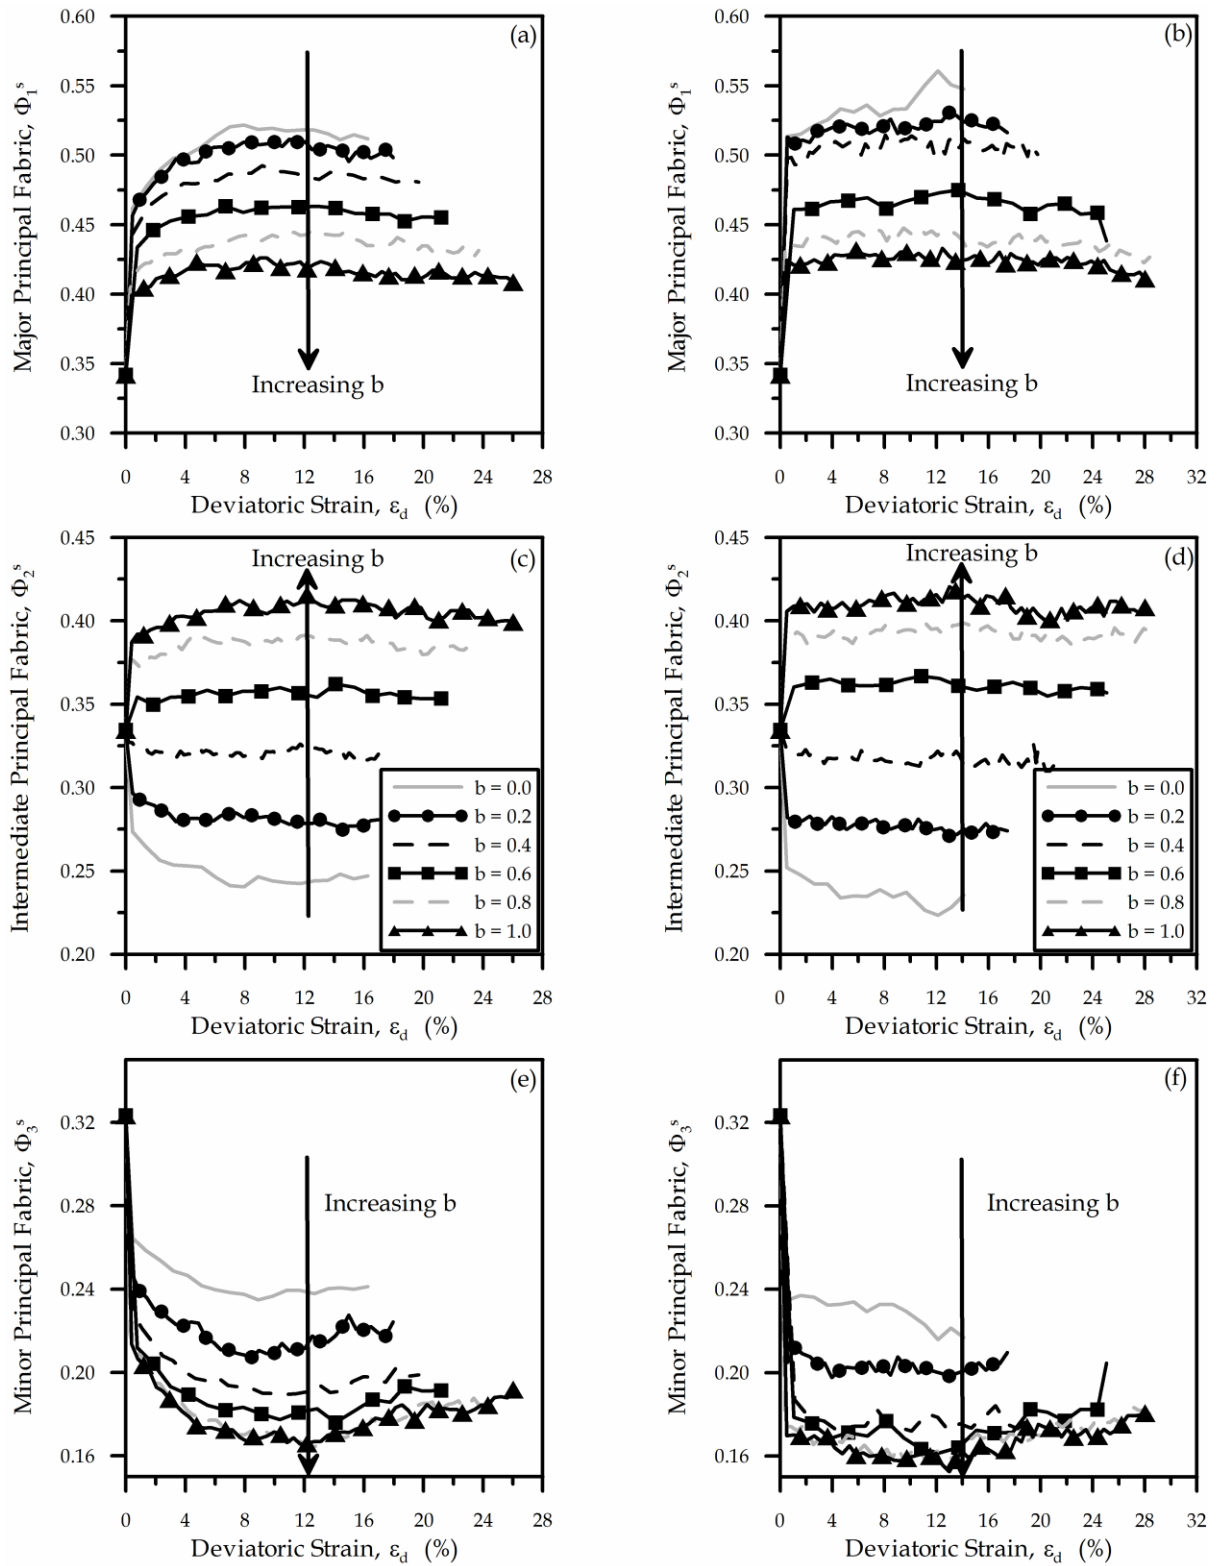 (a)
Major Principal Fabric, Φ₁ˢ
0.60
0.55
0.50
0.45
0.40
0.35
0.30
Increasing b
0 4 8 12 16 20 24 28
Deviatoric Strain, ε_d (%)
(b)
Major Principal Fabric, Φ₁ˢ
0.60
0.55
0.50
0.45
0.40
0.35
0.30
Increasing b
0 4 8 12 16 20 24 28 32
Deviatoric Strain, ε_d (%)
(c)
Intermediate Principal Fabric, Φ₂ˢ
0.45
0.40
0.35
0.30
0.25
0.20
Increasing b
b = 0.0
b = 0.2
b = 0.4
b = 0.6
b = 0.8
b = 1.0
0 4 8 12 16 20 24 28
Deviatoric Strain, ε_d (%)
(d)
Intermediate Principal Fabric, Φ₂ˢ
0.45
0.40
0.35
0.30
0.25
0.20
Increasing b
b = 0.0
b = 0.2
b = 0.4
b = 0.6
b = 0.8
b = 1.0
0 4 8 12 16 20 24 28 32
Deviatoric Strain, ε_d (%)
(e)
Minor Principal Fabric, Φ₃ˢ
0.32
0.28
0.24
0.20
0.16
Increasing b
0 4 8 12 16 20 24 28
Deviatoric Strain, ε_d (%)
(f)
Minor Principal Fabric, Φ₃ˢ
0.32
0.28
0.24
0.20
0.16
Increasing b
0 4 8 12 16 20 24 28 32
Deviatoric Strain, ε_d (%)